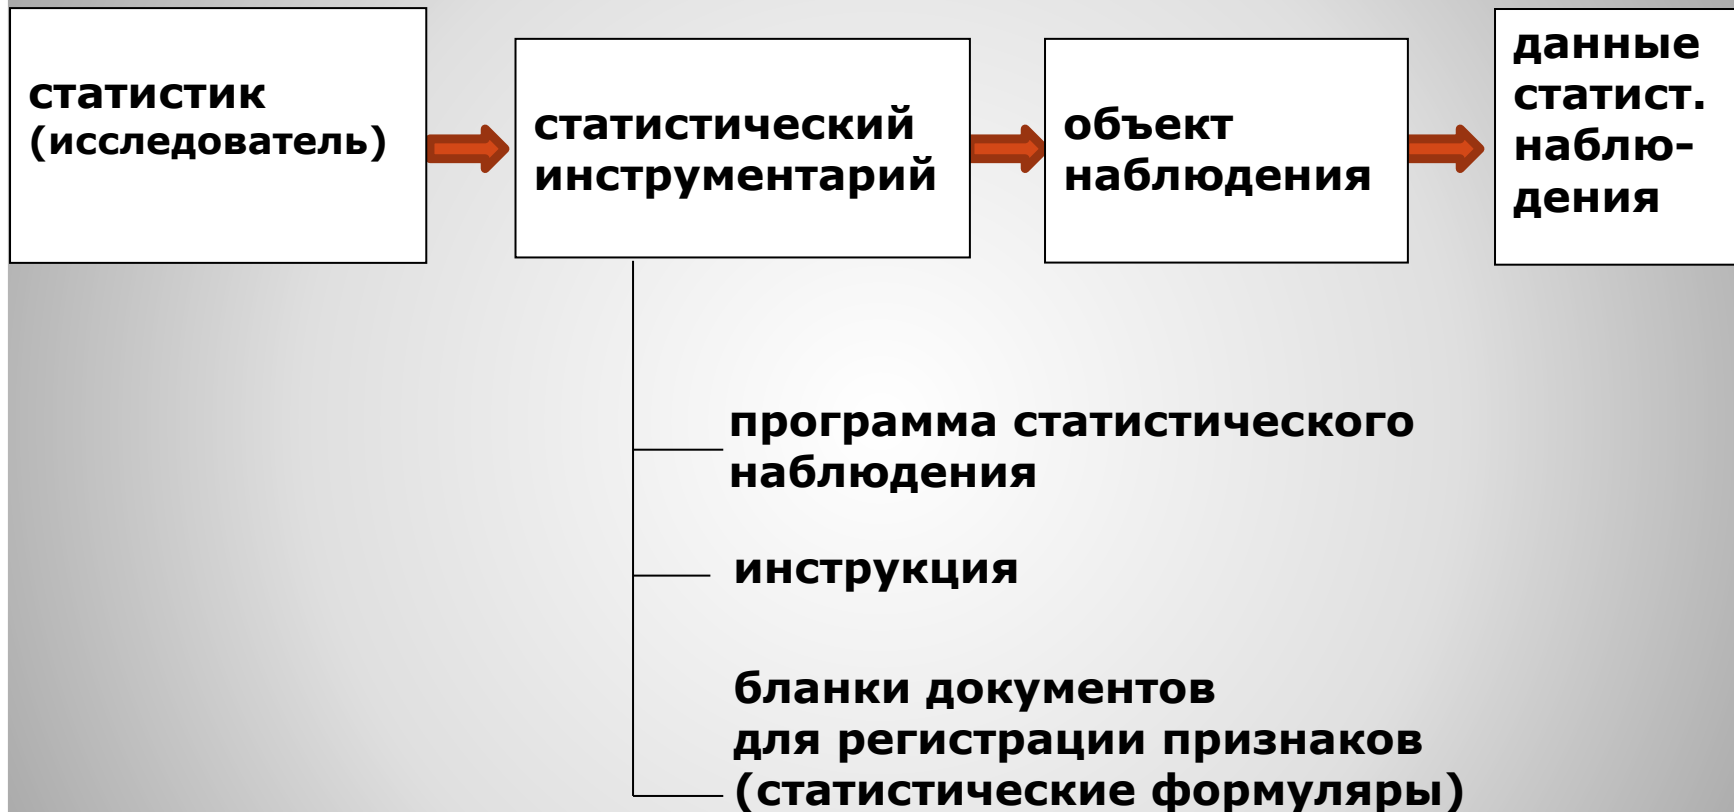 статистик
(исследователь)
статистический
инструментарий
объект
наблюдения
данные
статист.
наблю-
дения
программа статистического
наблюдения
инструкция
бланки документов
для регистрации признаков
(статистические формуляры)